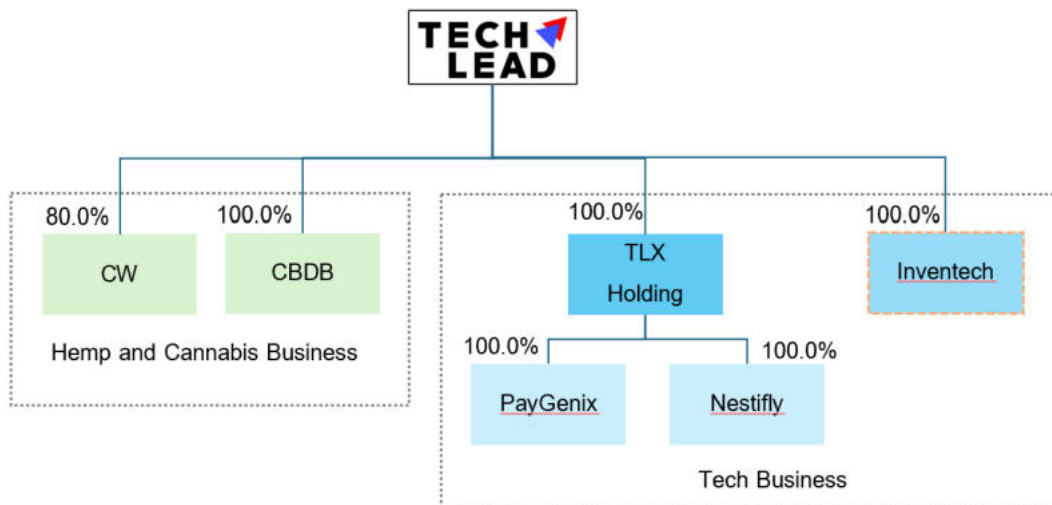 TECH
LEAD
80.0%
100.0%
100.0%
100.0%
CW
CBDB
TLX
Holding
Inventech
Hemp and Cannabis Business
100.0%
100.0%
PayGenix
Nestifly
Tech Business